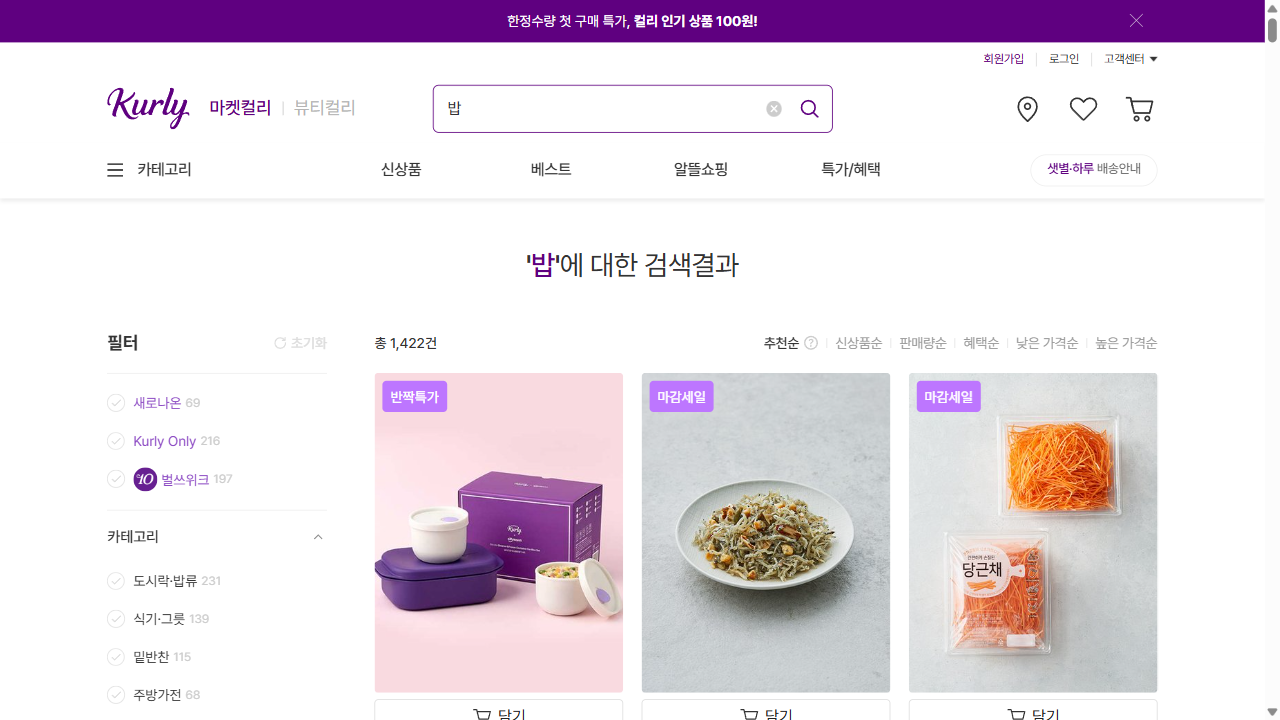 한정수량 첫 구매 특가, 컬리 인기 상품 100원!
회원가입
로그인
고객센터
Kurly
마켓컬리
뷰티컬리
밥
카테고리
신상품
베스트
알뜰쇼핑
특가/혜택
샛별·하루 배송안내
'밥'에 대한 검색결과
필터
초기화
총 1,422건
추천순
신상품순
판매량순
혜택순
낮은 가격순
높은 가격순
새로나온 69
Kurly Only 216
10 벌쓰위크 197
카테고리
도시락·밥류 231
식기·그릇 139
밑반찬 115
주방가전 68
반짝특가
Kurly
담기
마감세일
담기
마감세일
당근채
담기